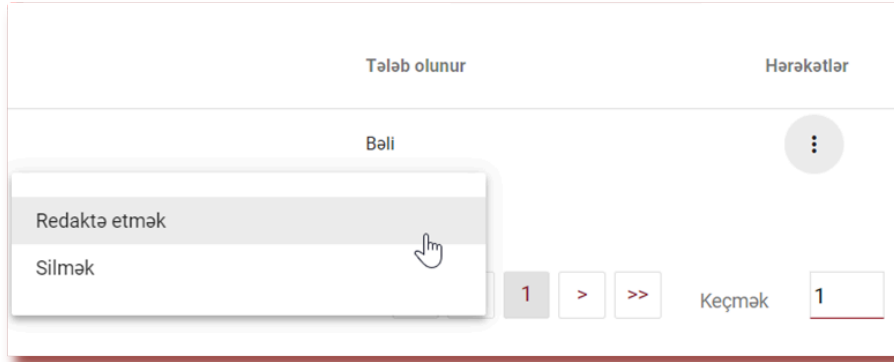 Tələb olunur Hərəkətlər
Bəli
Redaktə etmək
Silmək
1 > >> Keçmək 1